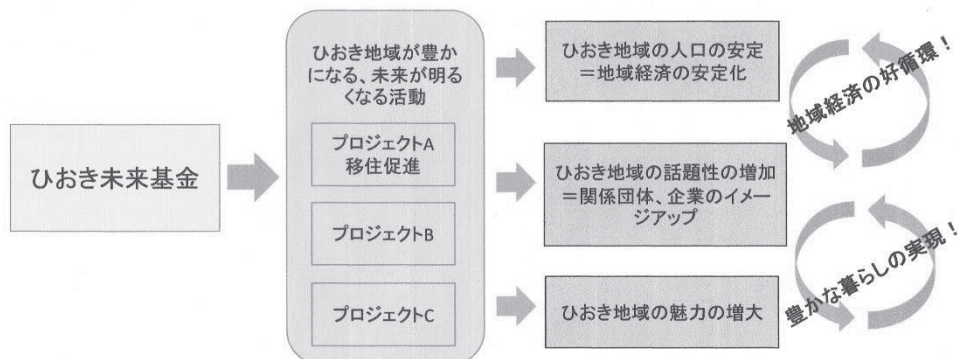 ひおき未来基金
ひおき地域が豊か
になる、未来が明る
くなる活動
プロジェクトA
移住促進
プロジェクトB
プロジェクトC
ひおき地域の人口の安定
＝地域経済の安定化
ひおき地域の話題性の増加
＝関係団体、企業のイメー
ジアップ
ひおき地域の魅力の増大
地域経済の好循環！
豊かな暮らしの実現！